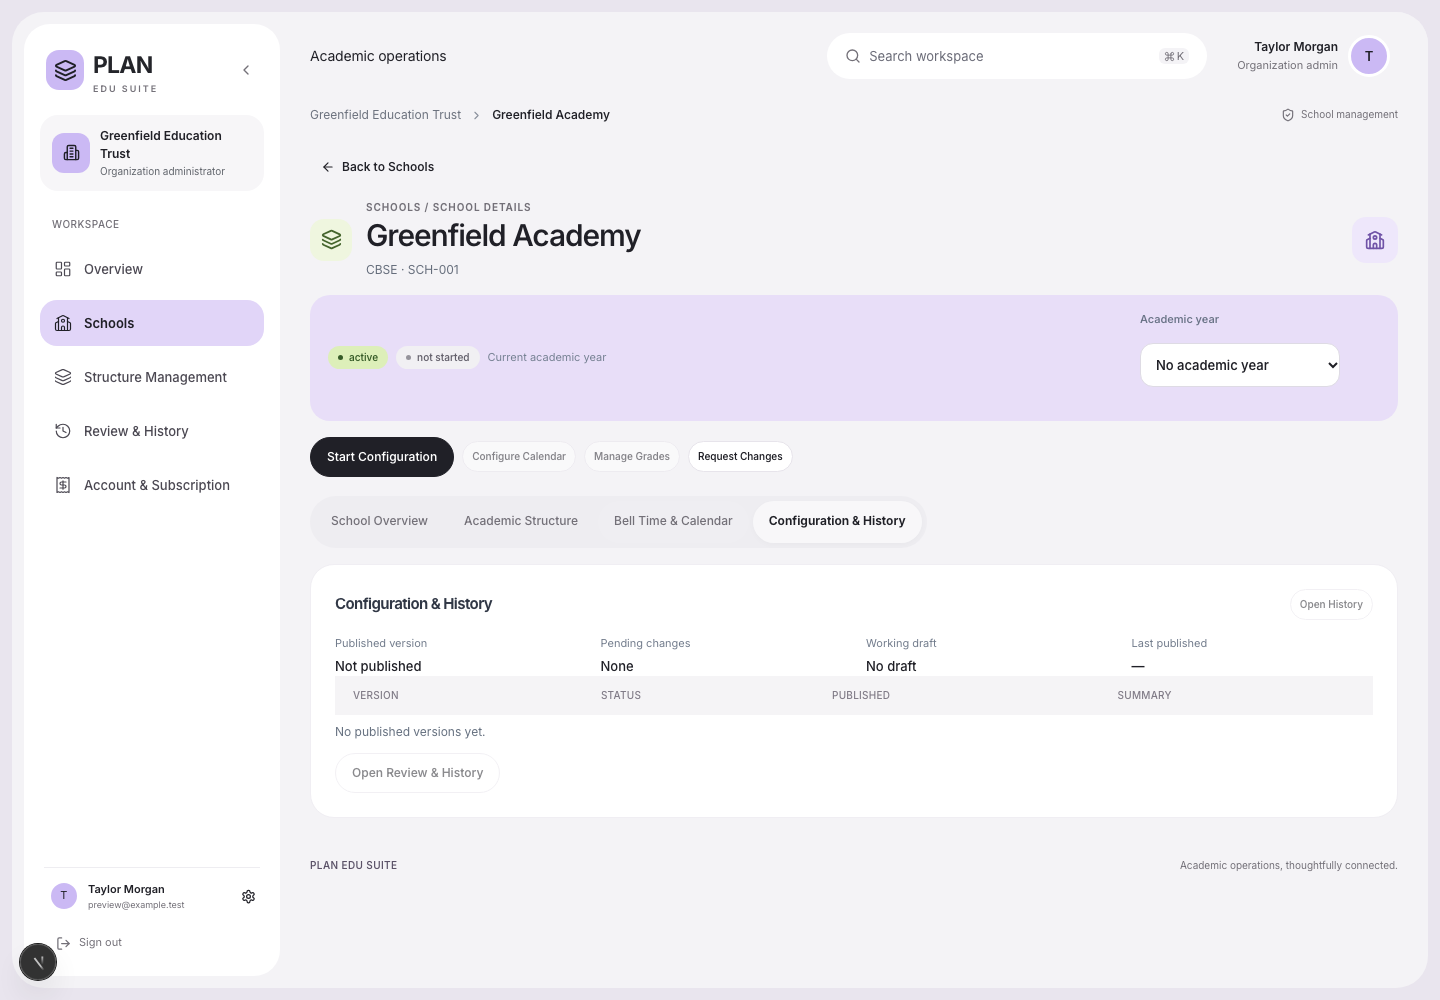 PLAN
EDU SUITE
Greenfield Education
Trust
Organization administrator
WORKSPACE
Overview
Schools
Structure Management
Review & History
Account & Subscription
Taylor Morgan
T
preview@example.test
Sign out
Academic operations
Search workspace
⌘K
Taylor Morgan
Organization admin
T
Greenfield Education Trust
Greenfield Academy
School management
Back to Schools
SCHOOLS / SCHOOL DETAILS
Greenfield Academy
CBSE · SCH-001
active
not started
Current academic year
Academic year
No academic year
Start Configuration
Configure Calendar
Manage Grades
Request Changes
School Overview
Academic Structure
Bell Time & Calendar
Configuration & History
Configuration & History
Open History
Published version
Pending changes
Working draft
Last published
Not published
None
No draft
—
VERSION
STATUS
PUBLISHED
SUMMARY
No published versions yet.
Open Review & History
PLAN EDU SUITE
Academic operations, thoughtfully connected.